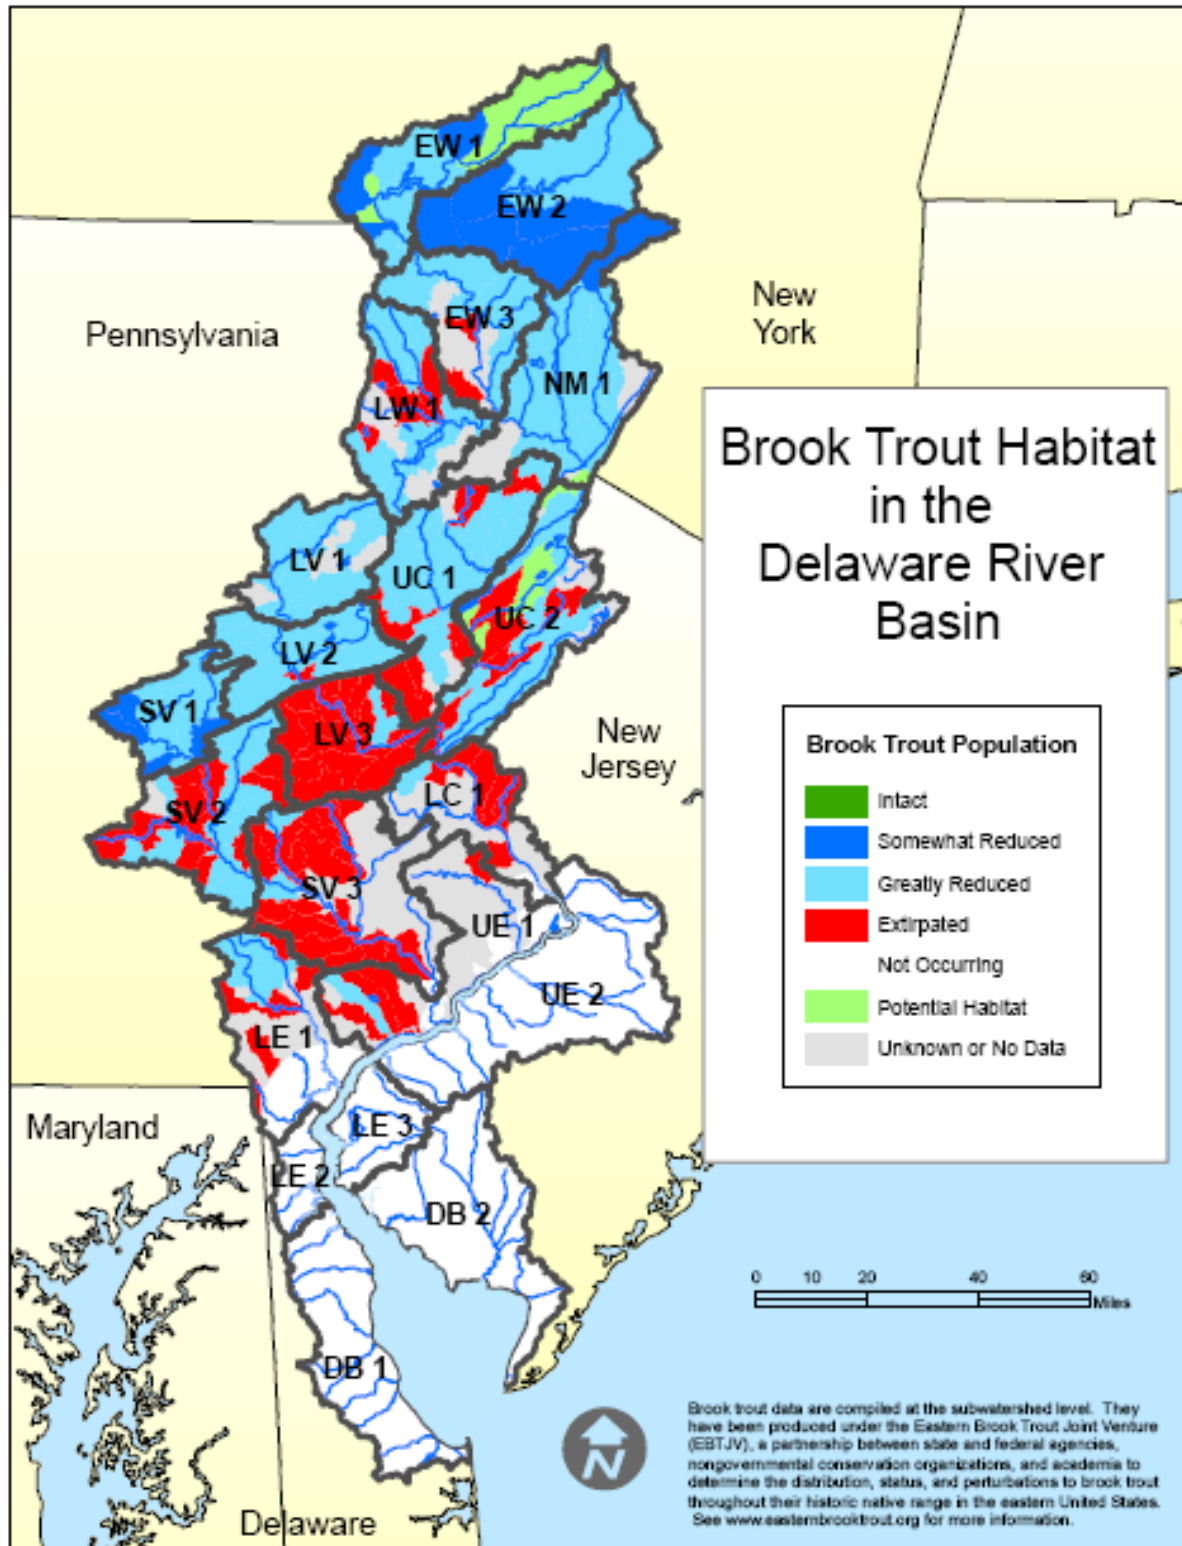 EW 1
EW 2
New
York
Pennsylvania
EW 3
NM 1
LW 1
Brook Trout Habitat
in the
Delaware River
Basin
LV 1
UC 1
UC 2
LV 2
SV 1
LV 3
New
Jersey
LC 1
SV 2
SV 3
UE 1
UE 2
LE 1
Brook Trout Population
Intact
Somewhat Reduced
Greatly Reduced
Extirpated
Not Occurring
Potential Habitat
Unknown or No Data
Maryland
LE 3
LE 2
DB 2
0 10 20 40 60
Miles
DB 1
N
Delaware
Brook trout data are compiled at the subwatershed level. They
have been produced under the Eastern Brook Trout Joint Venture
(EBTJV), a partnership between state and federal agencies,
nongovernmental conservation organizations, and academia to
determine the distribution, status, and perturbations to brook trout
throughout their historic native range in the eastern United States.
See www.easternbrooktrout.org for more information.